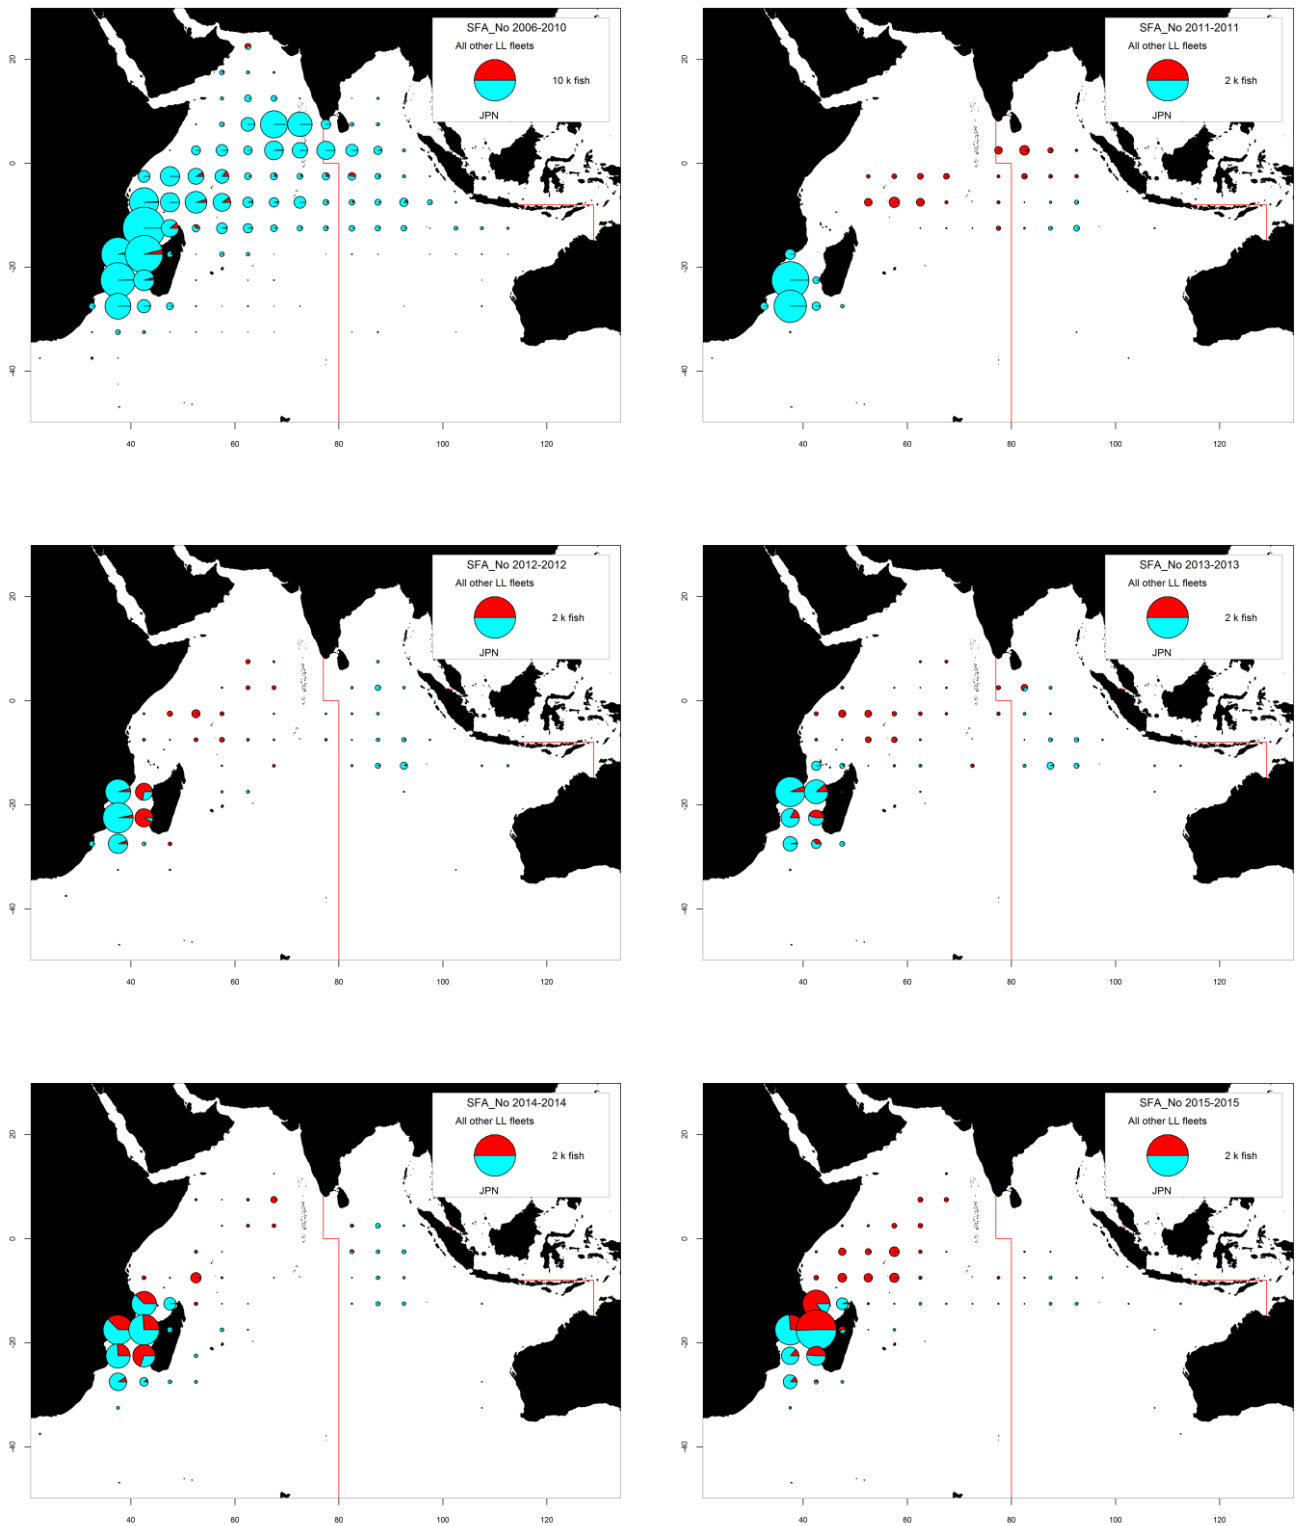 SFA_No 2006-2010
All other LL fleets
10 k fish
JPN
20
0
-20
-40
40
60
80
100
120
SFA_No 2011-2011
All other LL fleets
2 k fish
JPN
20
0
-20
-40
40
60
80
100
120
SFA_No 2012-2012
All other LL fleets
2 k fish
JPN
20
0
-20
-40
40
60
80
100
120
SFA_No 2013-2013
All other LL fleets
2 k fish
JPN
20
0
-20
-40
40
60
80
100
120
SFA_No 2014-2014
All other LL fleets
2 k fish
JPN
20
0
-20
-40
40
60
80
100
120
SFA_No 2015-2015
All other LL fleets
2 k fish
JPN
20
0
-20
-40
40
60
80
100
120